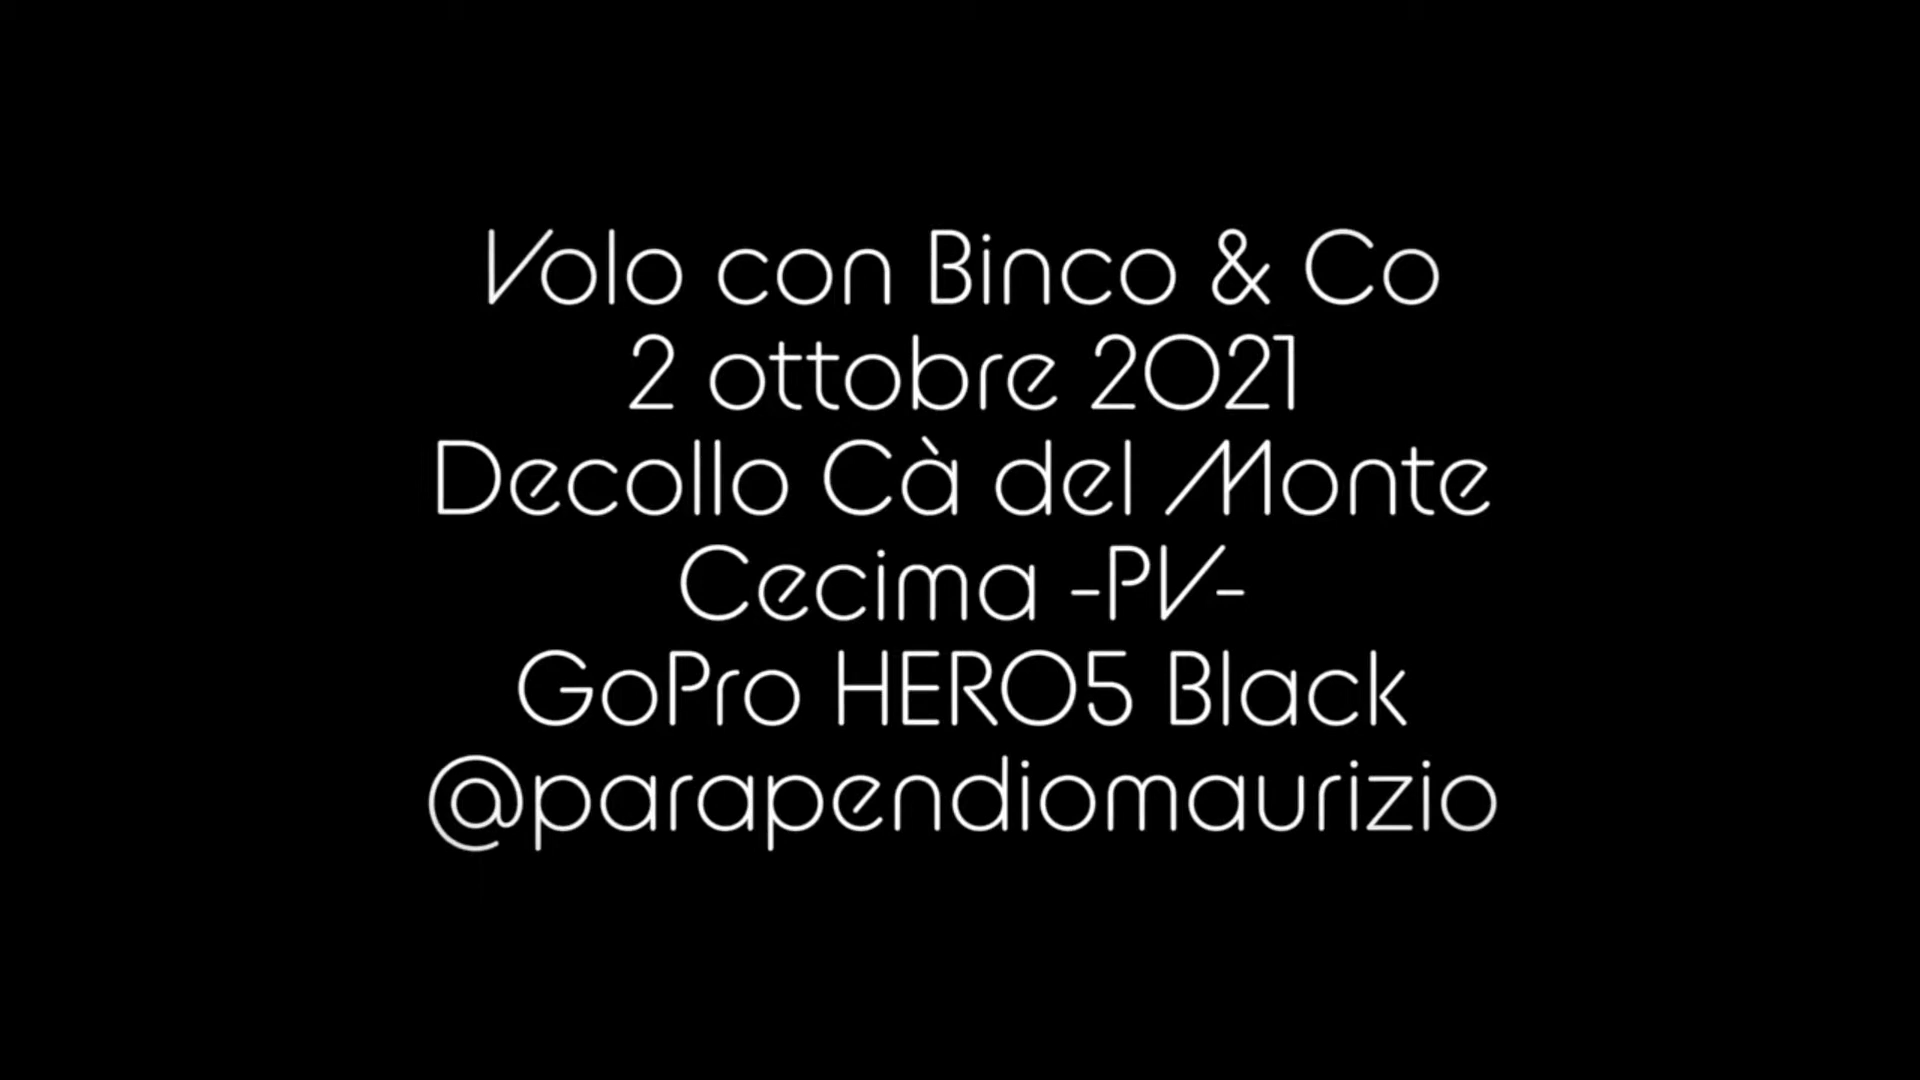 Volo con Binco & Co
2 ottobre 2021
Decollo Cà del Monte
Cecima -PV-
GoPro HERO5 Black
@parapendiomaurizio